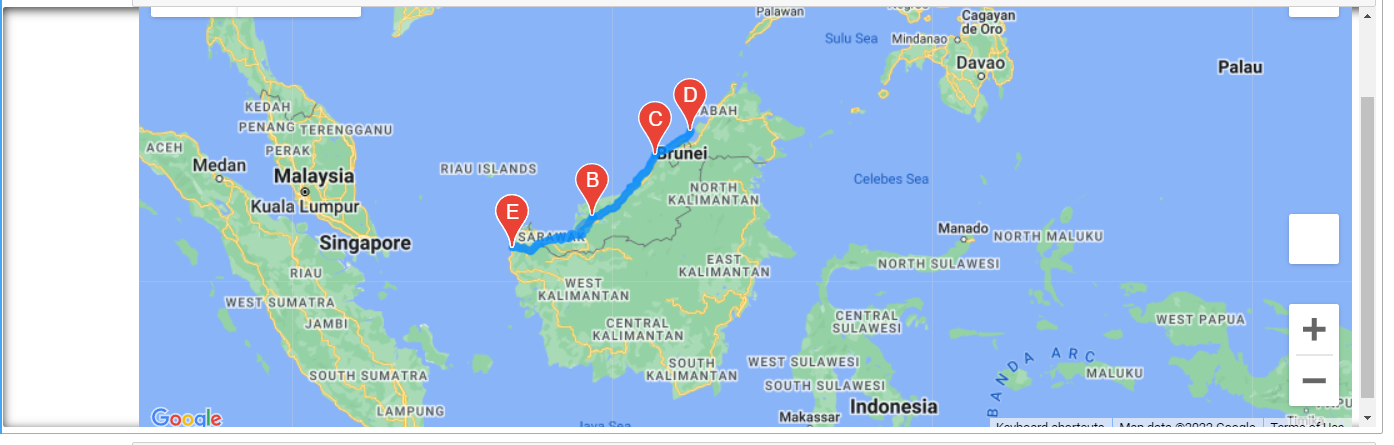 Palawan
Cagayan
de Oro
Sulu Sea
Mindanao
Davao
Palau
D
ABAH
KEDAH
C
PENANG
TERENGGANU
ACEH
PERAK
Brunei
Medan
RIAU ISLANDS
Malaysia
B
Celebes Sea
NORTH
KALIMANTAN
Kuala Lumpur
E
Singapore
SARAWAK
Manado
NORTH MALUKU
RIAU
EAST
KALIMANTAN
NORTH SULAWESI
WEST
KALIMANTAN
WEST SUMATRA
JAMBI
CENTRAL
KALIMANTAN
CENTRAL
SULAWESI
WEST PAPUA
+
SOUTH SUMATRA
SOUTH
KALIMANTAN
WEST SULAWESI
SOUTH SULAWESI
BANDA ARC
MALUKU
−
LAMPUNG
Makassar
Indonesia
Google
Java Sea
Keyboard shortcuts
Map data ©2022 Google
Terms of Use